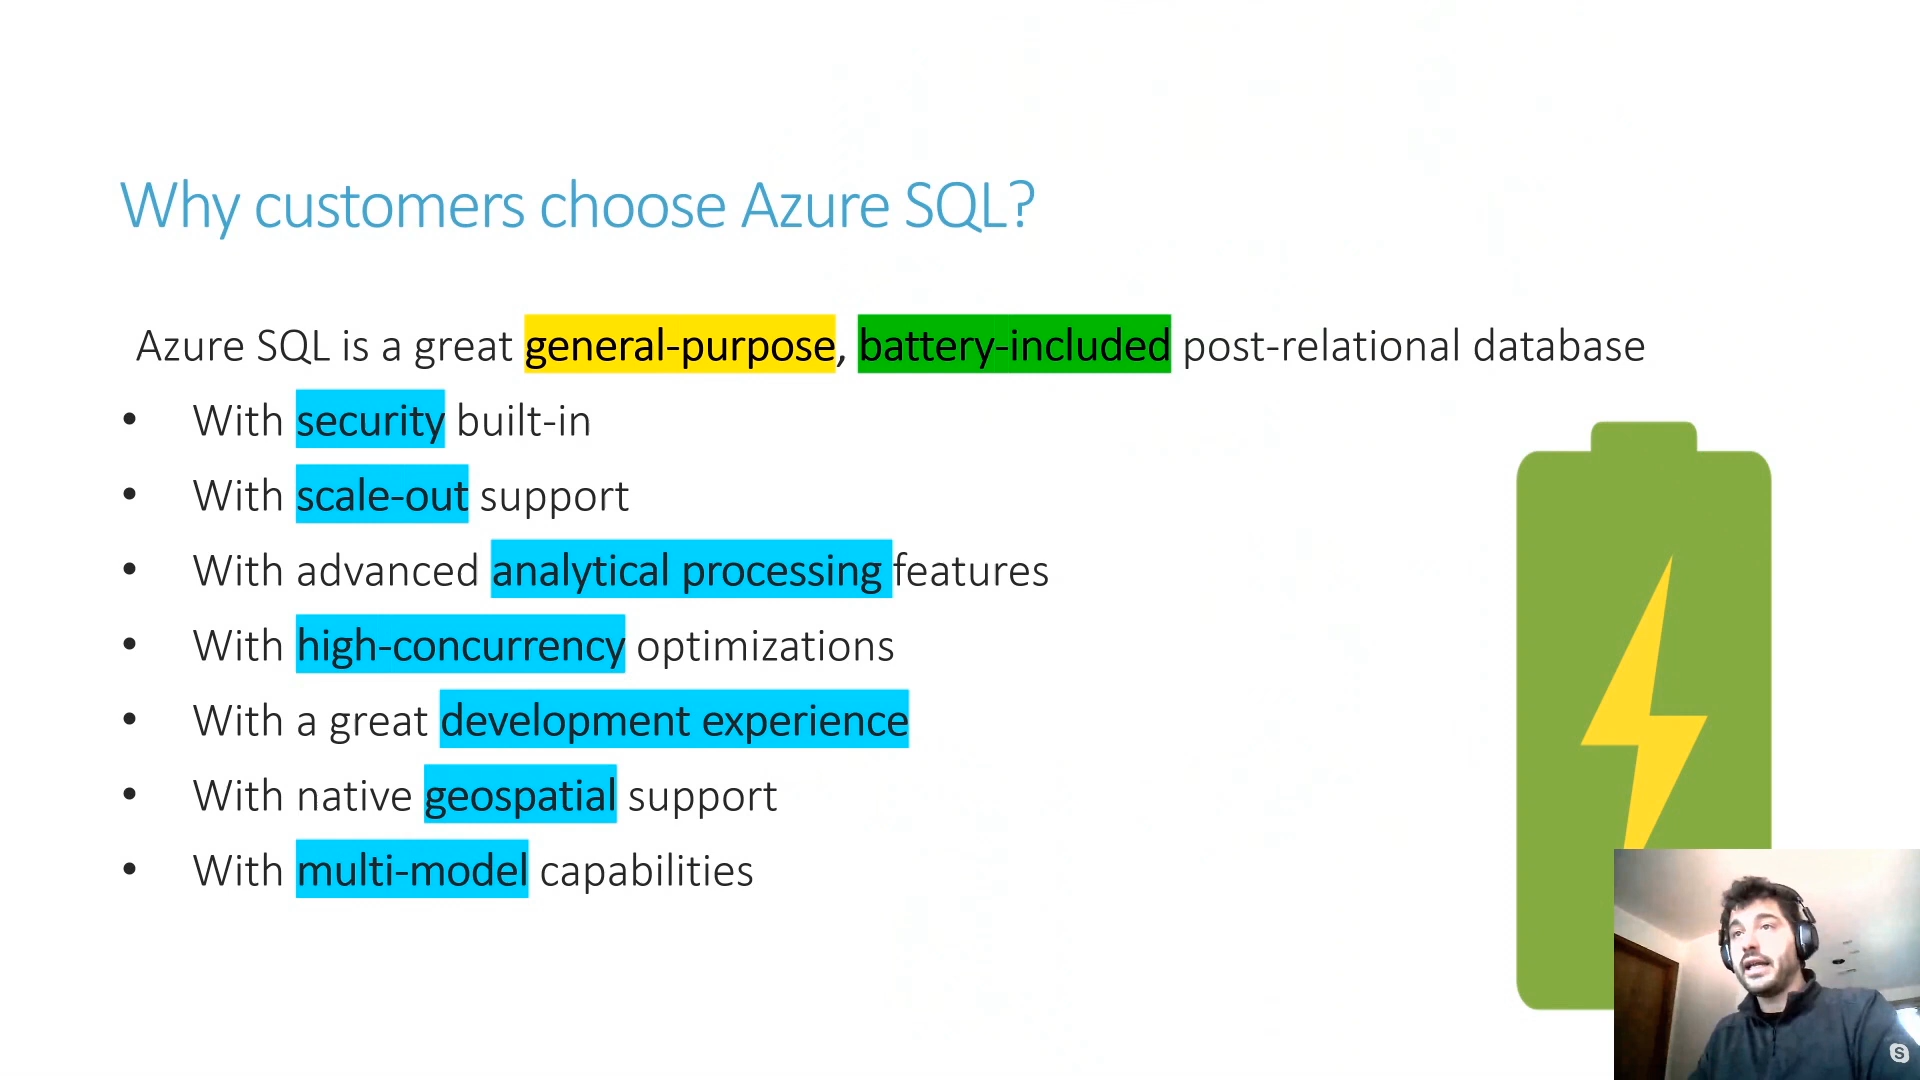 Why customers choose Azure SQL?
Azure SQL is a great general-purpose, battery-included post-relational database
• With security built-in
• With scale-out support
• With advanced analytical processing features
• With high-concurrency optimizations
• With a great development experience
• With native geospatial support
• With multi-model capabilities